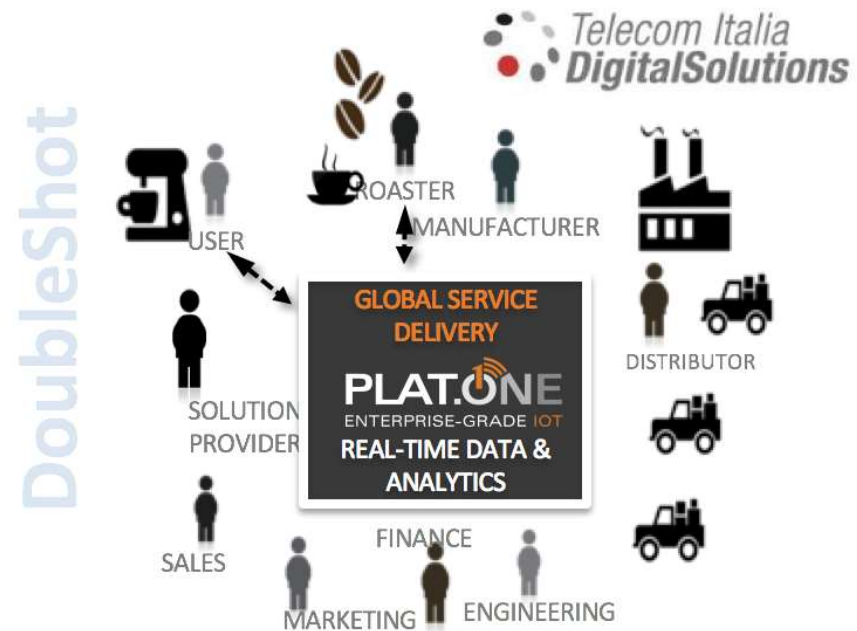 Telecom Italia
DigitalSolutions
DoubleShot
ROASTER
MANUFACTURER
USER
GLOBAL SERVICE
DELIVERY
PLAT.ONE
ENTERPRISE-GRADE IOT
REAL-TIME DATA &
ANALYTICS
DISTRIBUTOR
SOLUTION
PROVIDER
FINANCE
SALES
MARKETING
ENGINEERING